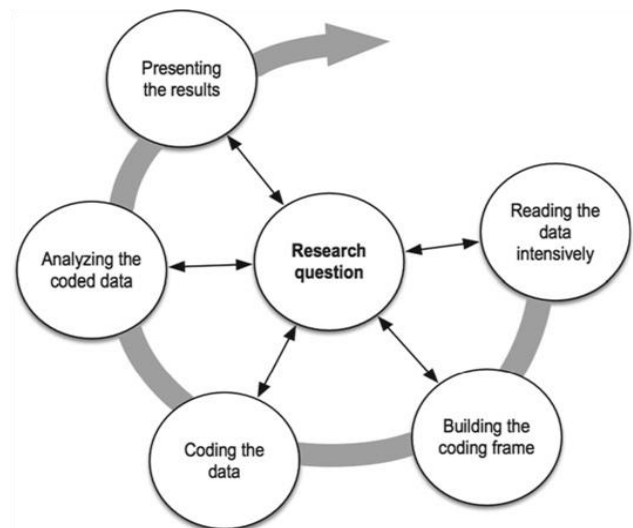 Presenting
the results
Reading the
data
intensively
Research
question
Analyzing the
coded data
Building the
coding frame
Coding the
data